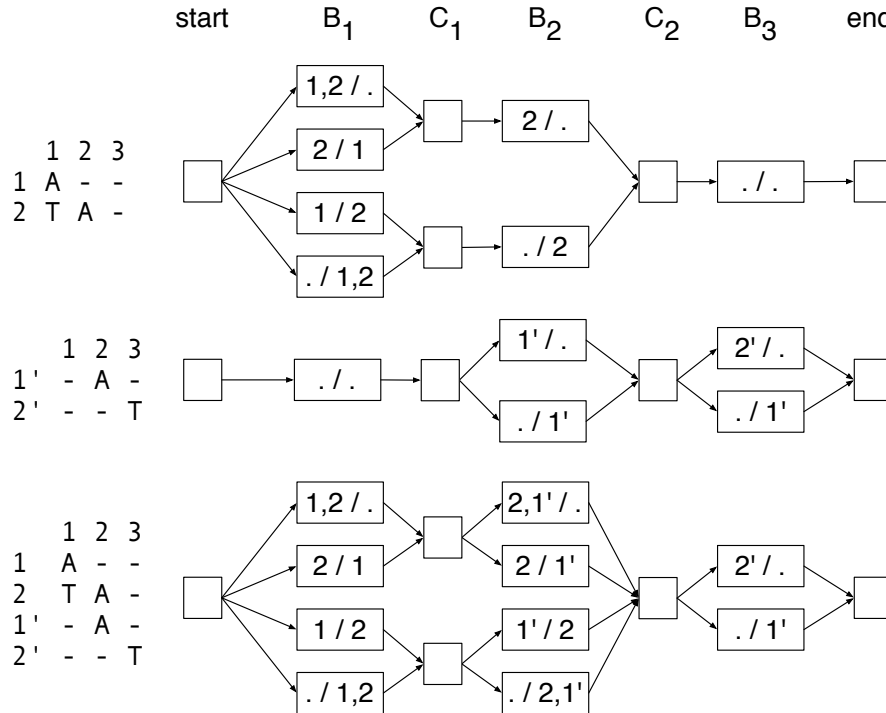 start B1 C1 B2 C2 B3 end
1,2 / .
2 / 1
1 / 2
. / 1,2
2 / .
. / 2
. / .
1 2 3
1 A - -
2 T A -
1 2 3
1' - A -
2' - - T
. / .
1' / .
. / 1'
2' / .
. / 1'
1 2 3
1 A - -
2 T A -
1' - A -
2' - - T
1,2 / .
2 / 1
1 / 2
. / 1,2
2,1' / .
2 / 1'
1' / 2
. / 2,1'
2' / .
. / 1'